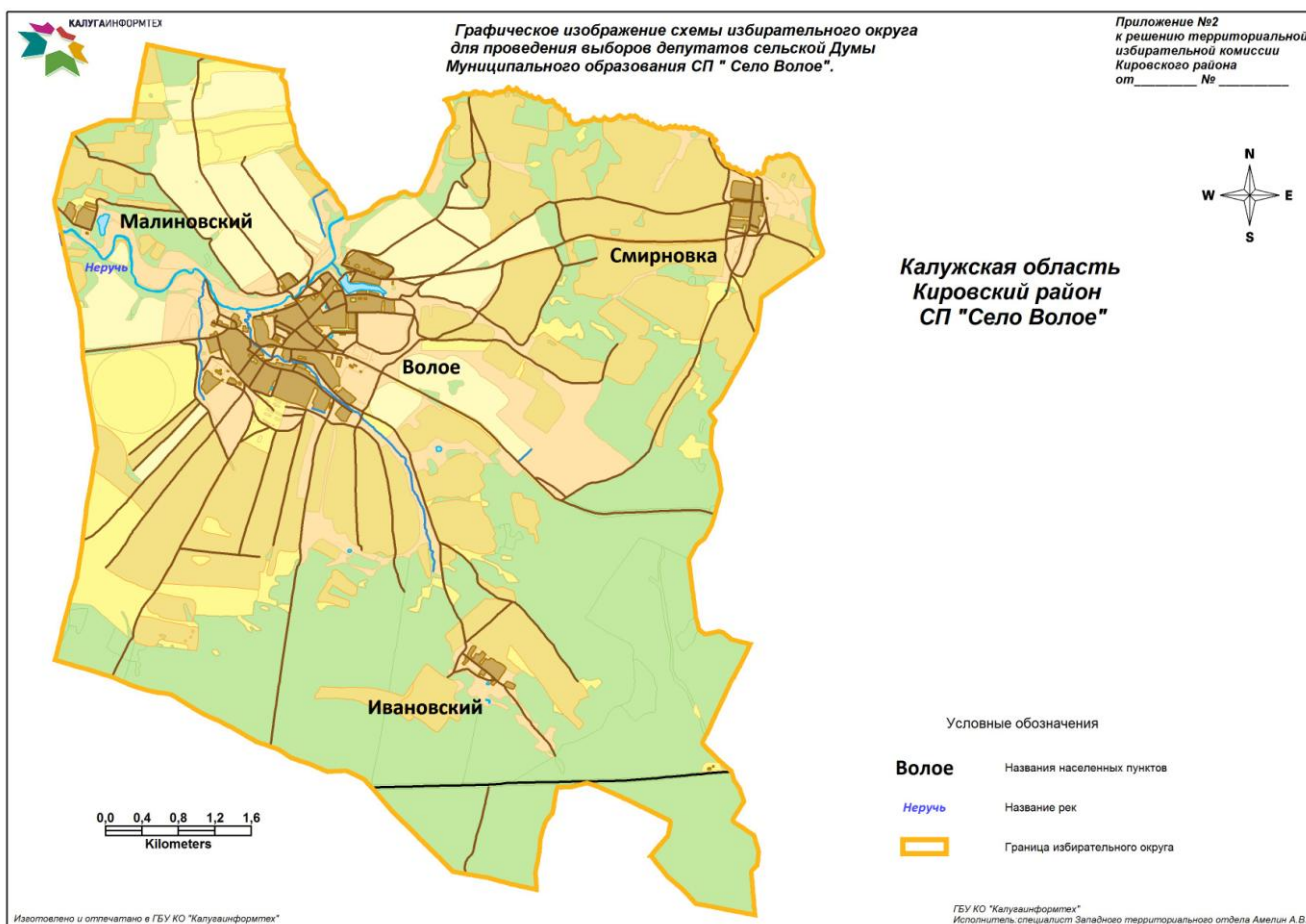 КАЛУГАИНФОРМТЕХ
Графическое изображение схемы избирательного округа
для проведения выборов депутатов сельской Думы
Муниципального образования СП " Село Волое".
Приложение №2
к решению территориальной
избирательной комиссии
Кировского района
от_________ № __________
N
W E
S
Малиновский
Неручь
Смирновка
Калужская область
Кировский район
СП "Село Волое"
Волое
Ивановский
Условные обозначения
Волое Названия населенных пунктов
Неручь Название рек
Граница избирательного округа
0,0 0,4 0,8 1,2 1,6
Kilometers
Изготовлено и отпечатано в ГБУ КО "Калугаинформтех"
ГБУ КО "Калугаинформтех"
Исполнитель:специалист Западного территориального отдела Амелин А.В.